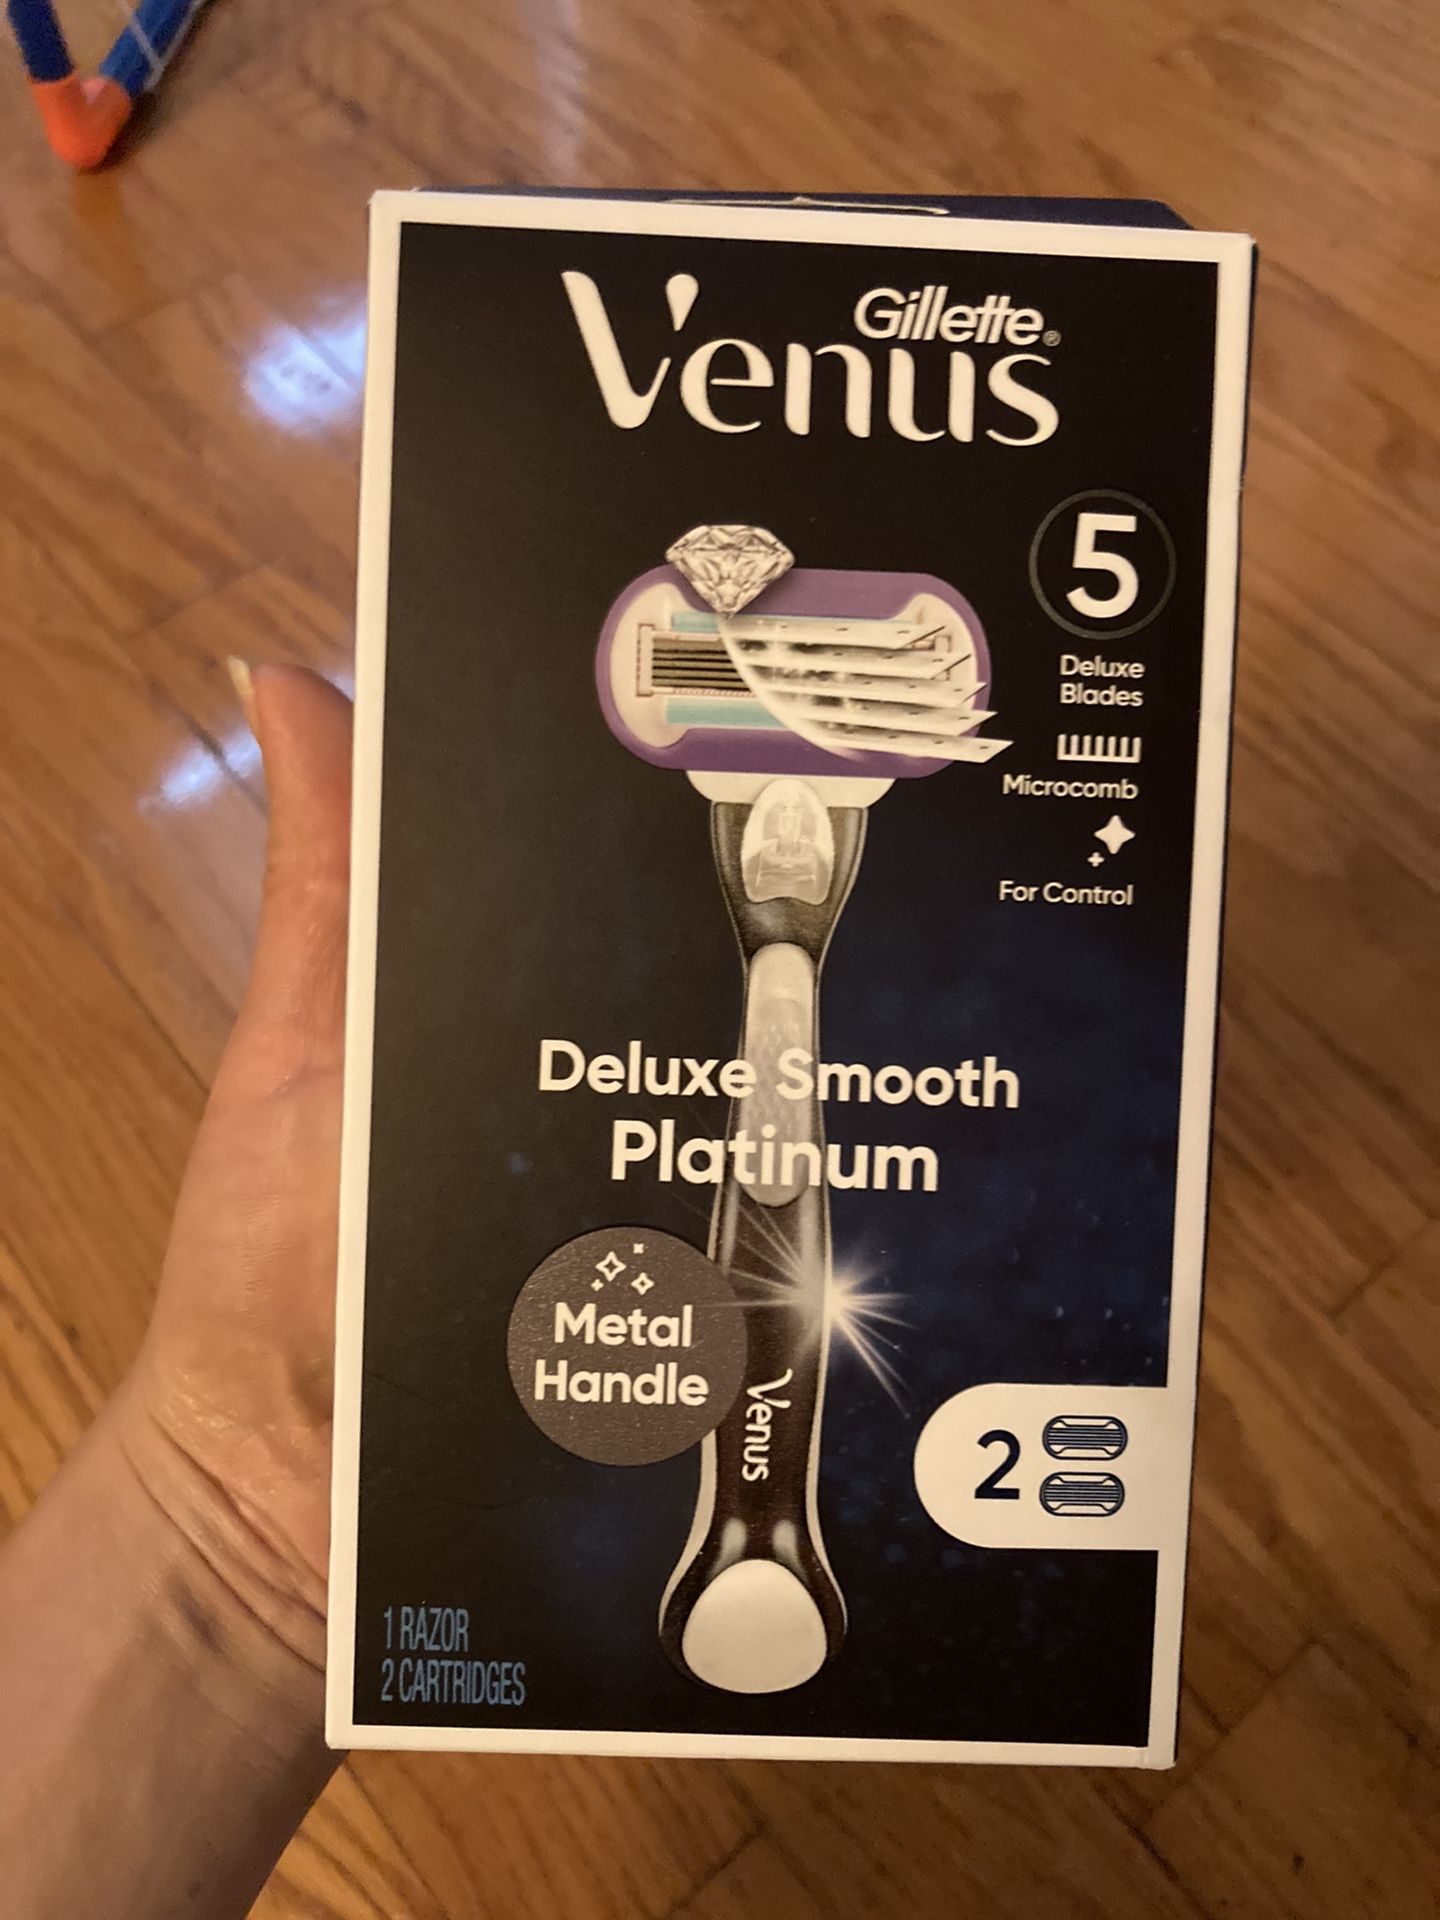 Gillette®
Venus
5
Deluxe
Blades
Microcomb
For Control
Deluxe Smooth
Platinum
Metal
Handle
Venus
2
1 RAZOR
2 CARTRIDGES